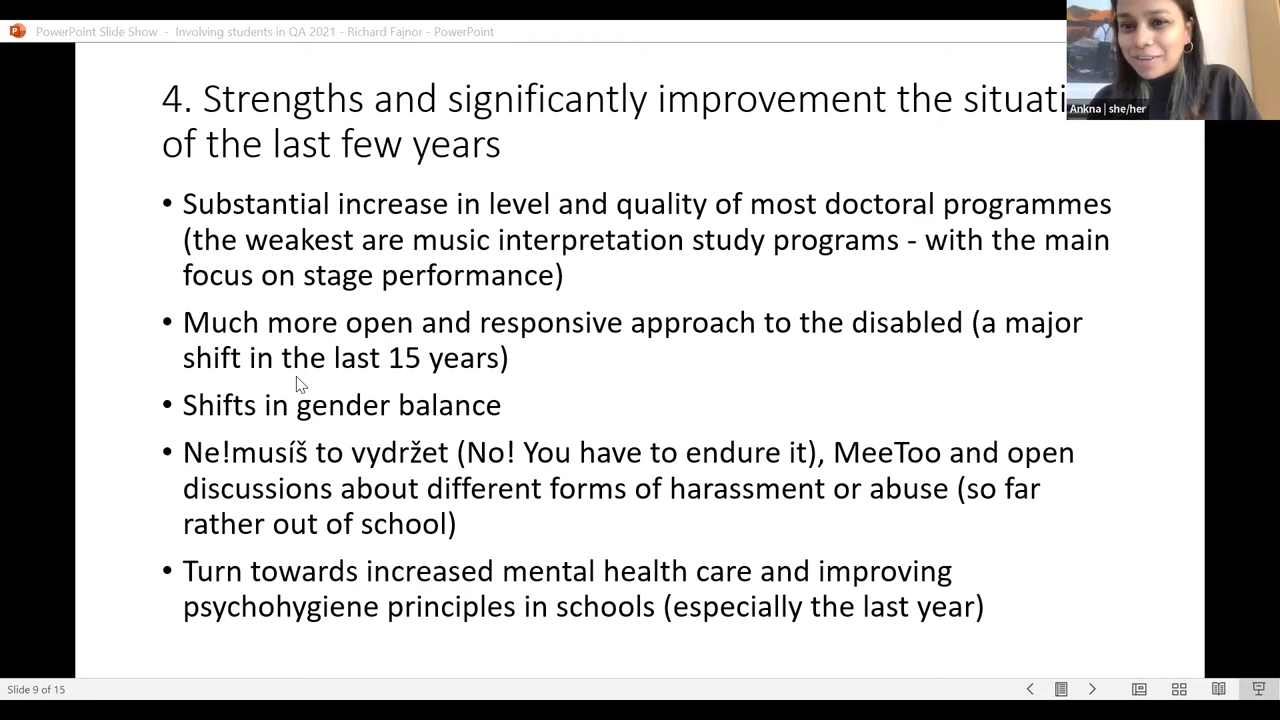 PowerPoint Slide Show - Involving students in QA 2021 - Richard Fajnor - PowerPoint
Ankna | she/her
4. Strengths and significantly improvement the situati
of the last few years
• Substantial increase in level and quality of most doctoral programmes
(the weakest are music interpretation study programs - with the main
focus on stage performance)
• Much more open and responsive approach to the disabled (a major
shift in the last 15 years)
• Shifts in gender balance
• Ne!musíš to vydržet (No! You have to endure it), MeeToo and open
discussions about different forms of harassment or abuse (so far
rather out of school)
• Turn towards increased mental health care and improving
psychohygiene principles in schools (especially the last year)
Slide 9 of 15